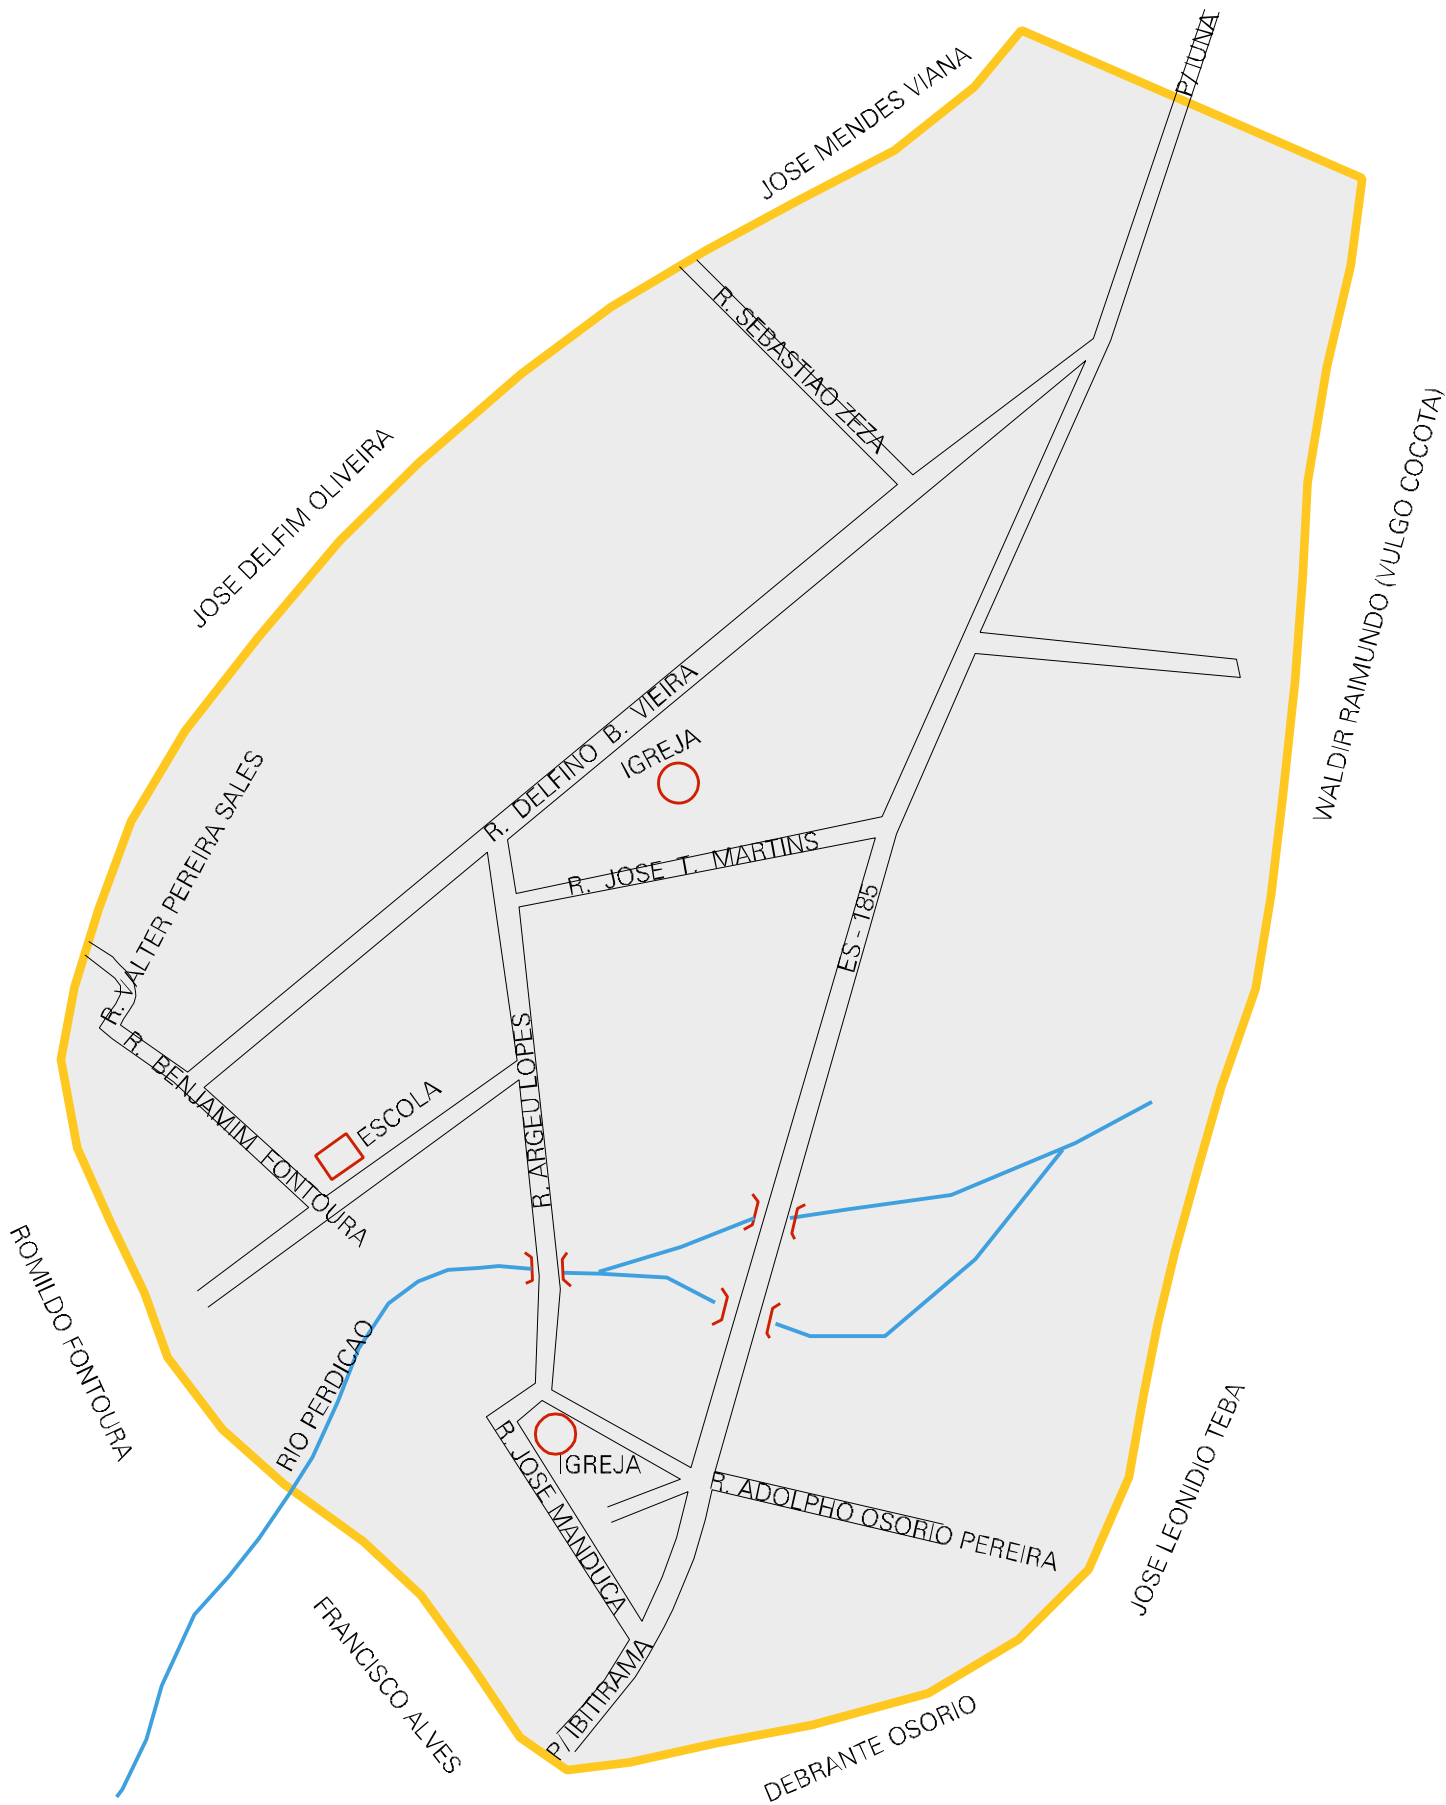 P/ IUNA
JOSE MENDES VIANA
R. SEBASTIAO ZEZA
JOSE DELFIM OLIVEIRA
WALDIR RAIMUNDO (VULGO COCOTA)
R. DELFINO B. VIEIRA
IGREJA
R. VALTER PEREIRA SALES
R. JOSE T. MARTINS
ES - 185
R. BENJAMIM FONTOURA
ESCOLA
R. ARGEU LOPES
ROMILDO FONTOURA
RIO PERDICAO
R. JOSE MANDUCA
IGREJA
R. ADOLPHO OSORIO PEREIRA
JOSE LEONIDIO TEBA
FRANCISCO ALVES
P/ IBITIRAMA
DEBRANTE OSORIO